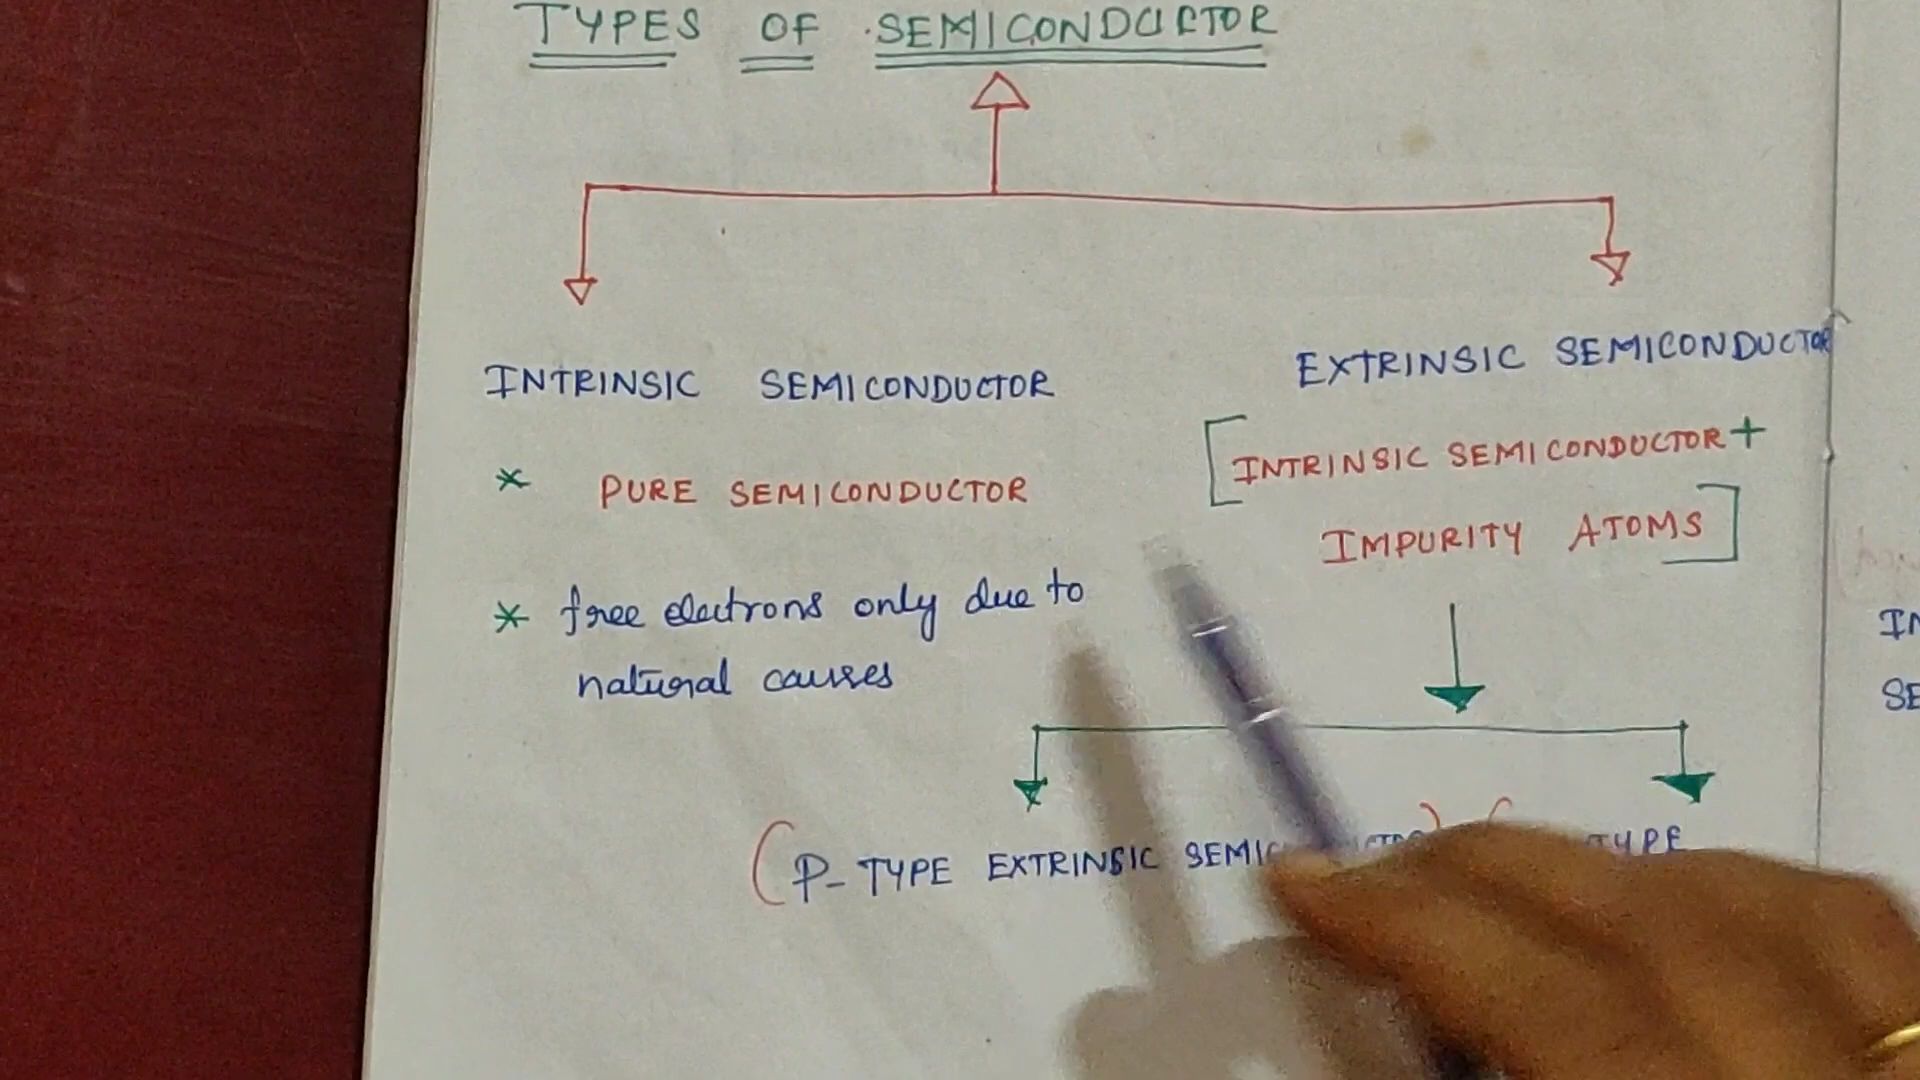 TYPES OF SEMICONDUCTOR
INTRINSIC SEMICONDUCTOR
EXTRINSIC SEMICONDUCTOR
* PURE SEMICONDUCTOR
[INTRINSIC SEMICONDUCTOR +
IMPURITY ATOMS]
* free electrons only due to
natural causes
(P-TYPE EXTRINSIC
TYPE